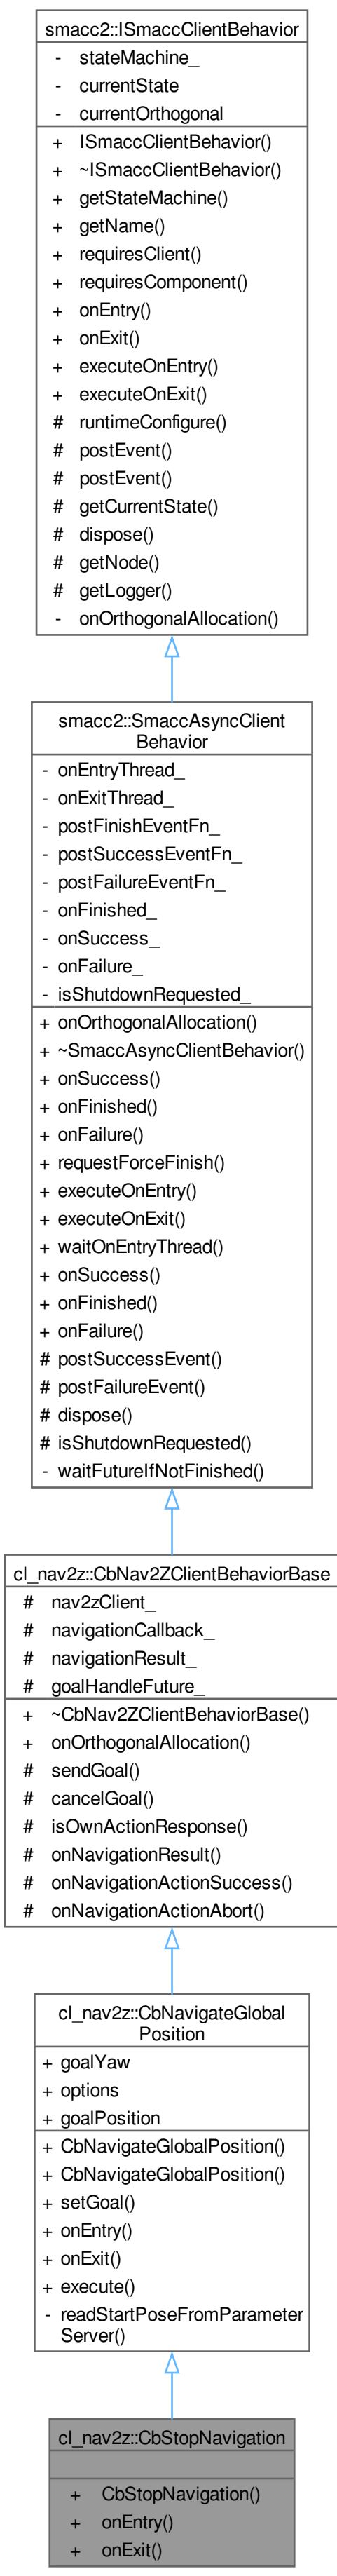 smacc2::ISmaccClientBehavior
- stateMachine_
- currentState
- currentOrthogonal
+ ISmaccClientBehavior()
+ ~ISmaccClientBehavior()
+ getStateMachine()
+ getName()
+ requiresClient()
+ requiresComponent()
+ onEntry()
+ onExit()
+ executeOnEntry()
+ executeOnExit()
# runtimeConfigure()
# postEvent()
# postEvent()
# getCurrentState()
# dispose()
# getNode()
# getLogger()
- onOrthogonalAllocation()
smacc2::SmaccAsyncClient
Behavior
- onEntryThread_
- onExitThread_
- postFinishEventFn_
- postSuccessEventFn_
- postFailureEventFn_
- onFinished_
- onSuccess_
- onFailure_
- isShutdownRequested_
+ onOrthogonalAllocation()
+ ~SmaccAsyncClientBehavior()
+ onSuccess()
+ onFinished()
+ onFailure()
+ requestForceFinish()
+ executeOnEntry()
+ executeOnExit()
+ waitOnEntryThread()
+ onSuccess()
+ onFinished()
+ onFailure()
# postSuccessEvent()
# postFailureEvent()
# dispose()
# isShutdownRequested()
- waitFutureIfNotFinished()
cl_nav2z::CbNav2ZClientBehaviorBase
# nav2zClient_
# navigationCallback_
# navigationResult_
# goalHandleFuture_
+ ~CbNav2ZClientBehaviorBase()
+ onOrthogonalAllocation()
# sendGoal()
# cancelGoal()
# isOwnActionResponse()
# onNavigationResult()
# onNavigationActionSuccess()
# onNavigationActionAbort()
cl_nav2z::CbNavigateGlobal
Position
+ goalYaw
+ options
+ goalPosition
+ CbNavigateGlobalPosition()
+ CbNavigateGlobalPosition()
+ setGoal()
+ onEntry()
+ onExit()
+ execute()
- readStartPoseFromParameter
Server()
cl_nav2z::CbStopNavigation
+ CbStopNavigation()
+ onEntry()
+ onExit()